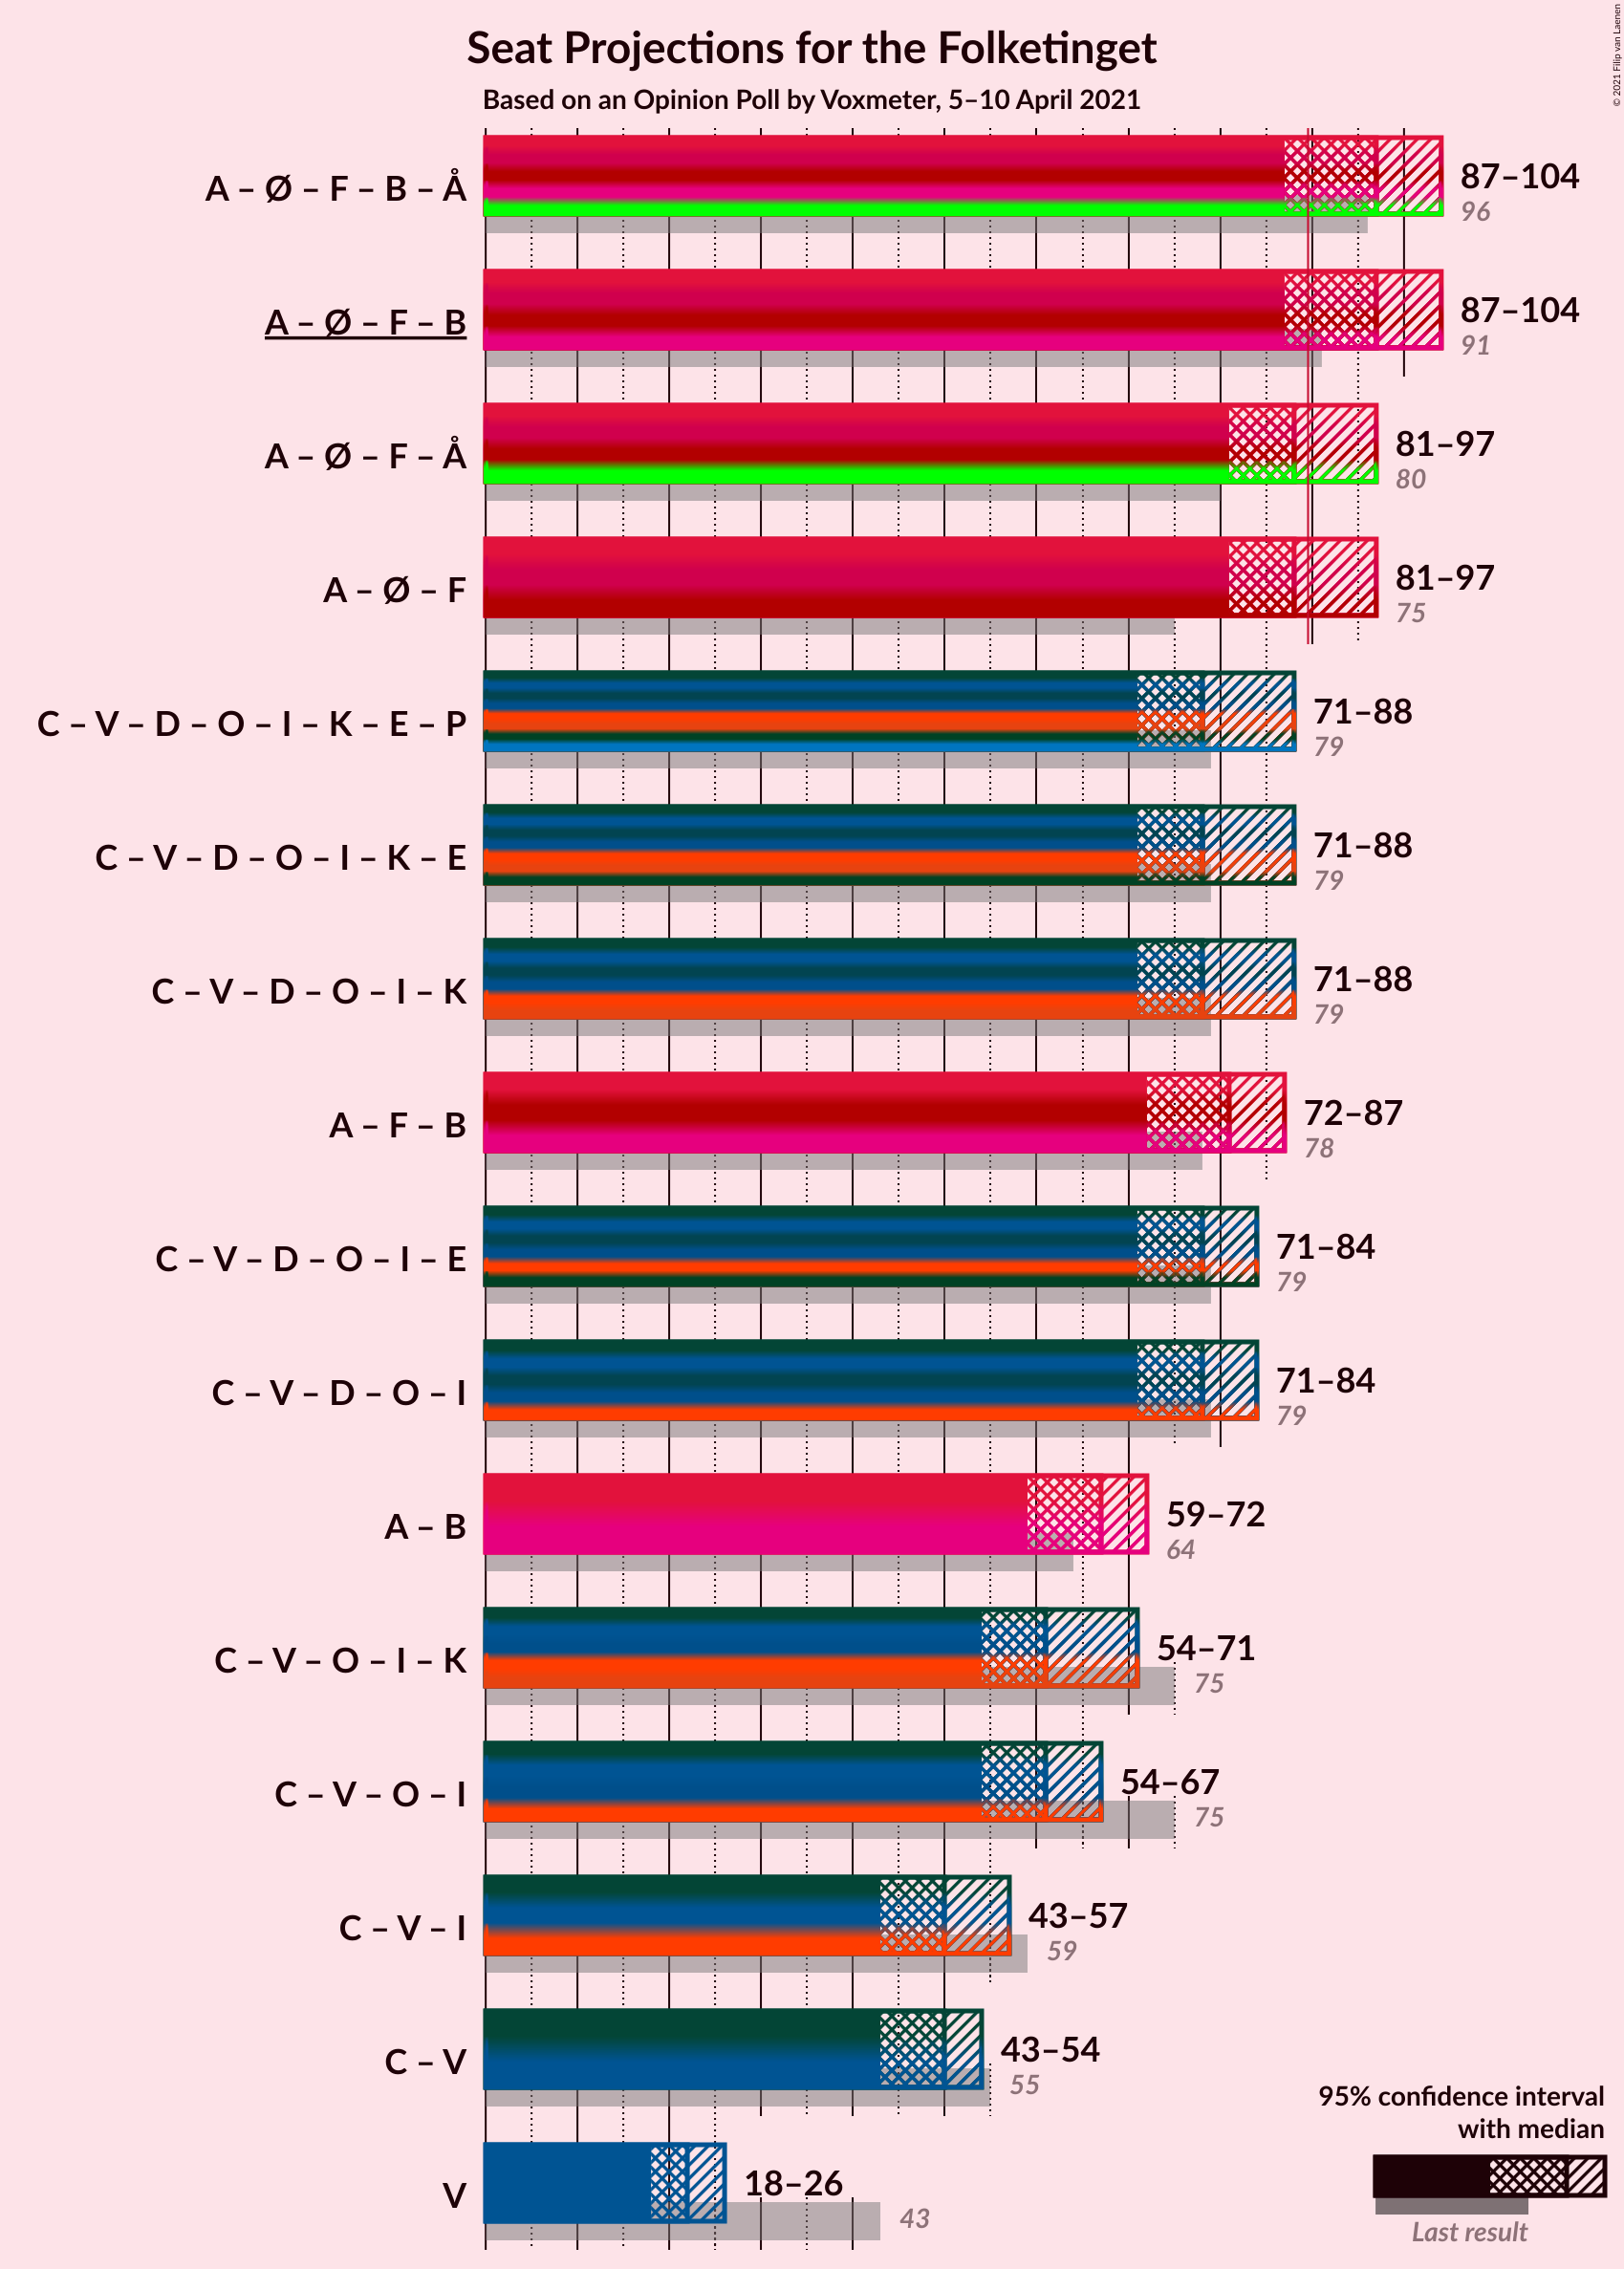 Seat Projections for the Folketinget
Based on an Opinion Poll by Voxmeter, 5–10 April 2021
© 2021 Filip van Laenen
A – Ø – F – B – Å
87–104
96
A – Ø – F – B
87–104
91
A – Ø – F – Å
81–97
80
A – Ø – F
81–97
75
C – V – D – O – I – K – E – P
71–88
79
C – V – D – O – I – K – E
71–88
79
C – V – D – O – I – K
71–88
79
A – F – B
72–87
78
C – V – D – O – I – E
71–84
79
C – V – D – O – I
71–84
79
A – B
59–72
64
C – V – O – I – K
54–71
75
C – V – O – I
54–67
75
C – V – I
43–57
59
C – V
43–54
55
V
18–26
43
95% confidence interval
with median
Last result